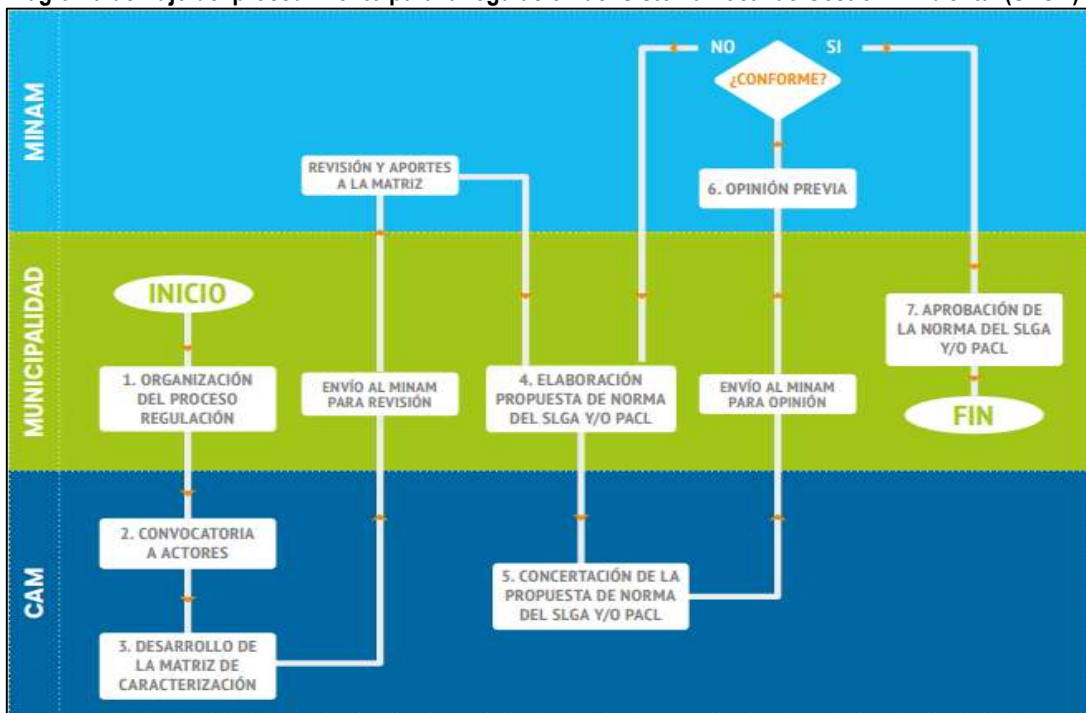 MINAM
NO
SI
¿CONFORME?
REVISIÓN Y APORTES
A LA MATRIZ
6. OPINIÓN PREVIA
MUNICIPALIDAD
INICIO
1. ORGANIZACIÓN
DEL PROCESO
REGULACIÓN
ENVÍO AL MINAM
PARA REVISIÓN
4. ELABORACIÓN
PROPUESTA DE NORMA
DEL SLGA Y/O PACL
ENVÍO AL MINAM
PARA OPINIÓN
7. APROBACIÓN DE
LA NORMA DEL SLGA
Y/O PACL
FIN
CAM
2. CONVOCATORIA
A ACTORES
3. DESARROLLO DE
LA MATRIZ DE
CARACTERIZACIÓN
5. CONCERTACIÓN DE LA
PROPUESTA DE NORMA
DEL SLGA Y/O PACL